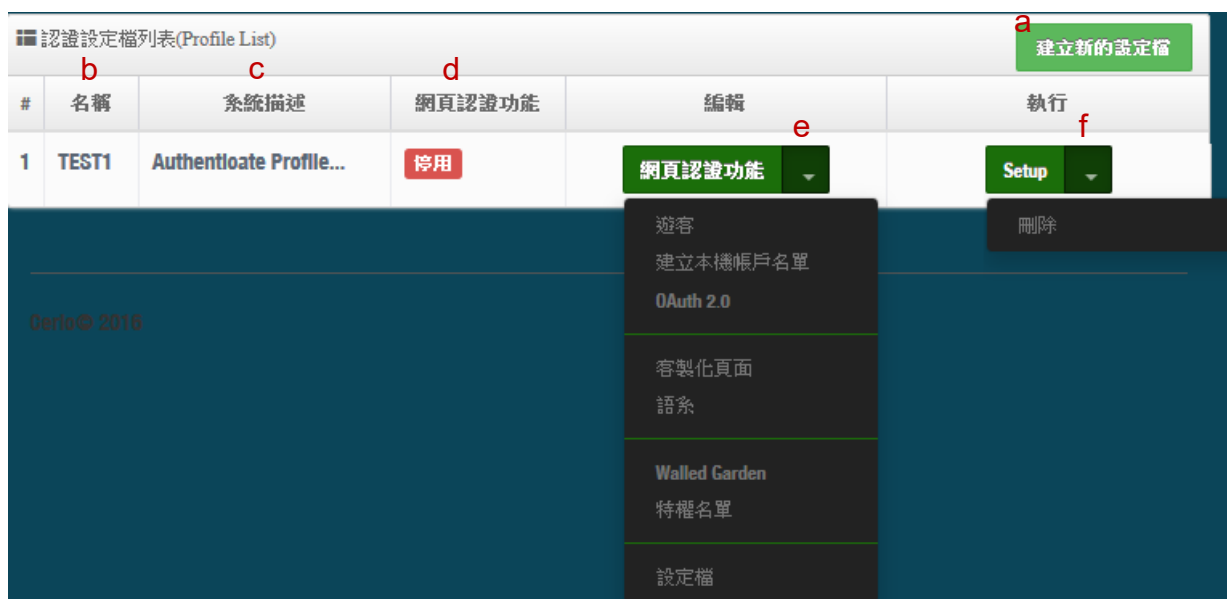 認證設定檔列表(Profile List)
a
建立新的設定檔
b
c
d
# 名稱 系統描述 網頁認證功能 編輯 執行
e
f
1 TEST1 Authenticate Profile... 停用 網頁認證功能 Setup
遊客
刪除
建立本機帳戶名單
OAuth 2.0
Cerio© 2016
客製化頁面
語系
Walled Garden
特權名單
設定檔